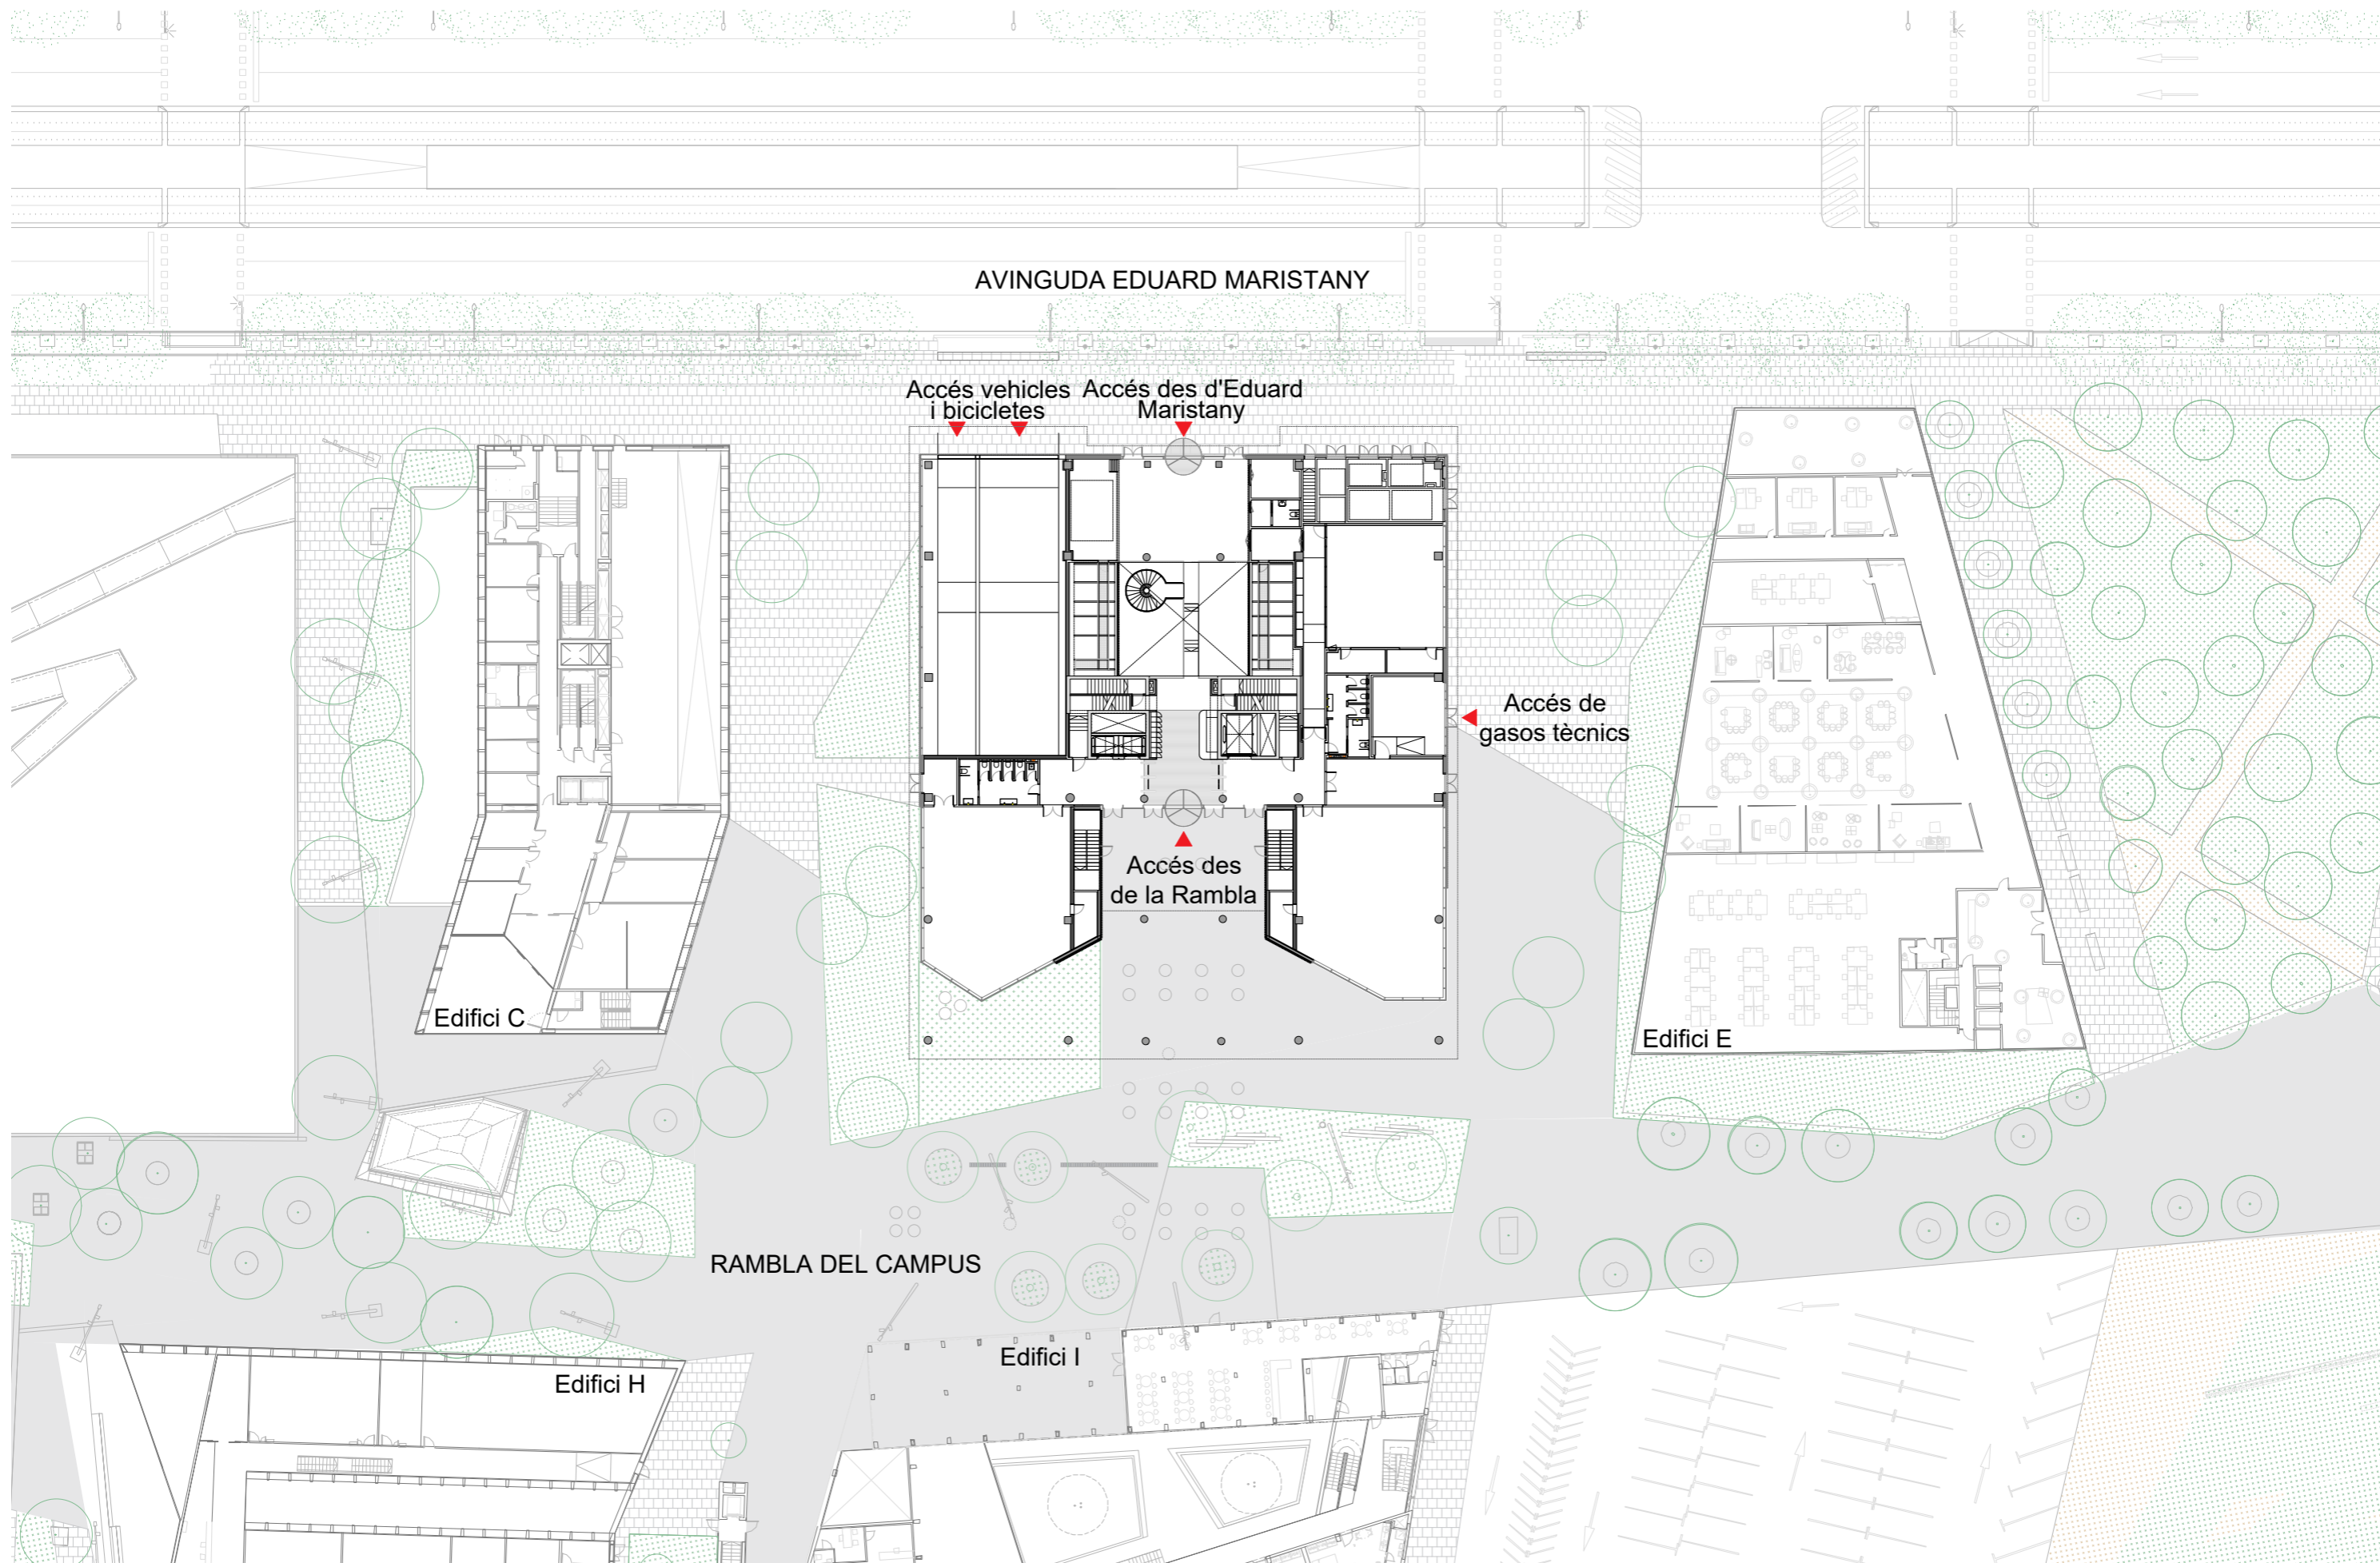 AVINGUDA EDUARD MARISTANY
Accés vehicles
i bicicletes
Accés des d'Eduard
Maristany
Accés de
gasos tècnics
Accés des
de la Rambla
Edifici C
Edifici E
RAMBLA DEL CAMPUS
Edifici I
Edifici H